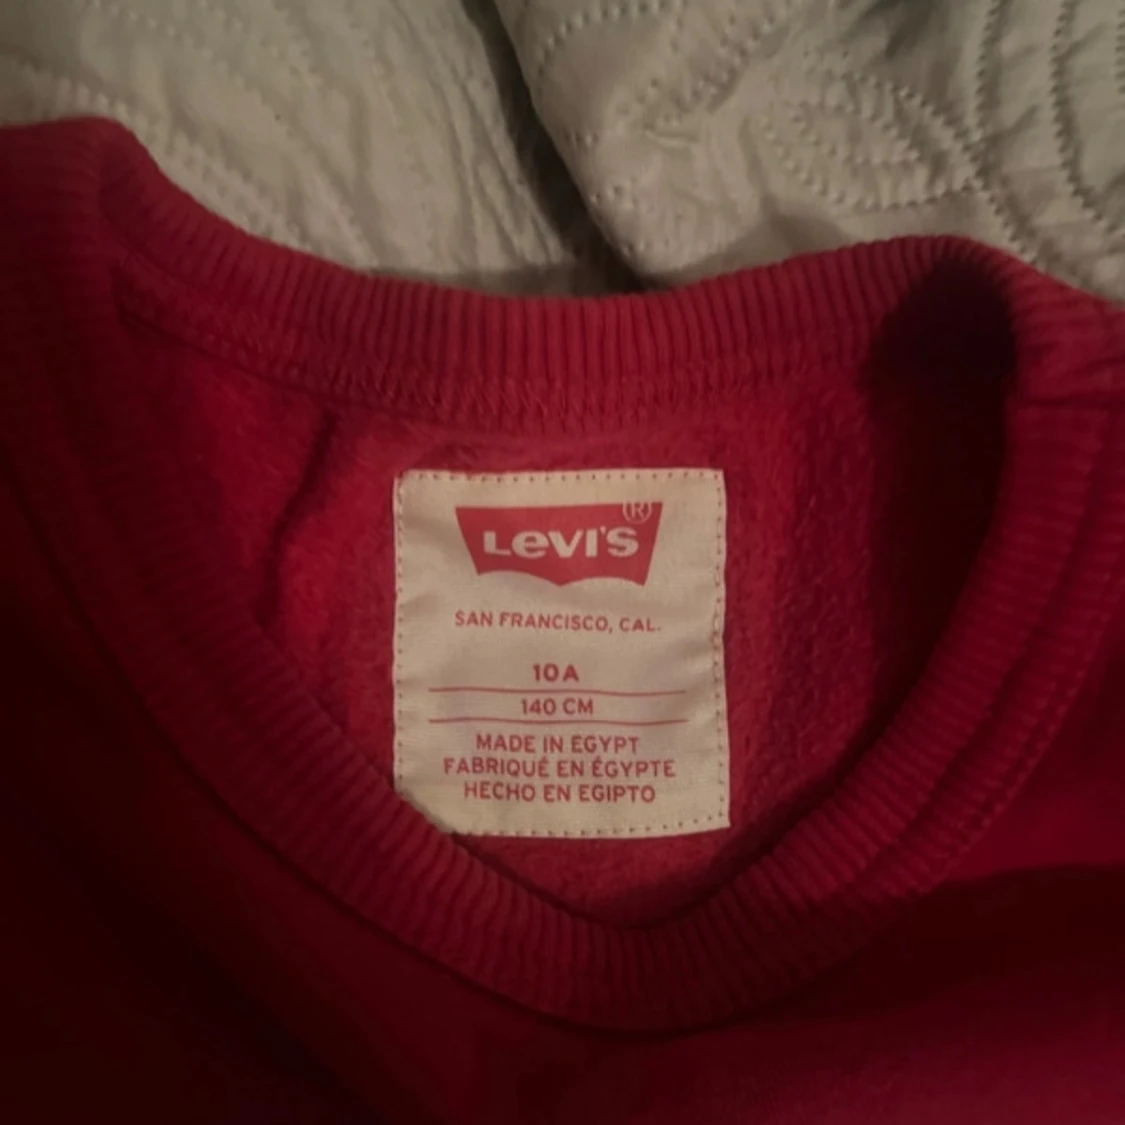 Levi's ®
SAN FRANCISCO, CAL.
10A
140 CM
MADE IN EGYPT
FABRIQUÉ EN ÉGYPTE
HECHO EN EGIPTO